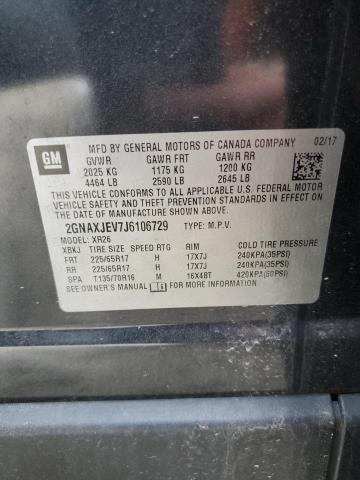 GM
MFD BY GENERAL MOTORS OF CANADA COMPANY 02/17
GVWR GAWR FRT GAWR RR
2025 KG 1175 KG 1200 KG
4464 LB 2590 LB 2645 LB
THIS VEHICLE CONFORMS TO ALL APPLICABLE U.S. FEDERAL MOTOR
VEHICLE SAFETY AND THEFT PREVENTION STANDARDS IN EFFECT ON
THE DATE OF MANUFACTURE SHOWN ABOVE.
2GNAXJEV7J6106729 TYPE: M.P.V.
MODEL: XR26
XBKJ TIRE SIZE SPEED RTG RIM COLD TIRE PRESSURE
FRT 225/65R17 H 17X7J 240KPA(35PSI)
RR 225/65R17 H 17X7J 240KPA(35PSI)
SPA T135/70R16 M 16X4BT 420KPA(60PSI)
SEE OWNER'S MANUAL FOR ADDITIONAL INFORMATION